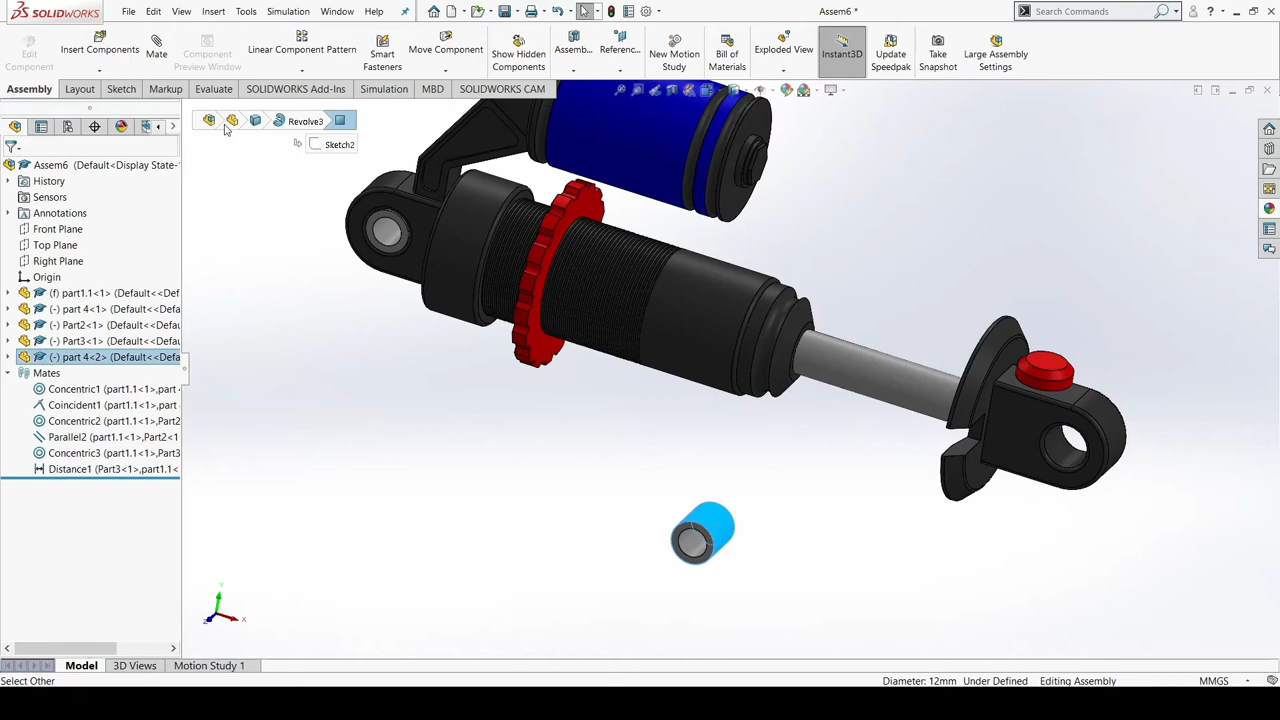 SOLIDWORKS
File Edit View Insert Tools Simulation Window Help
Assem6 *
Search Commands
Edit Component
Insert Components
Mate
Component Preview Window
Linear Component Pattern
Smart Fasteners
Move Component
Show Hidden Components
Assemb...
Referenc...
New Motion Study
Bill of Materials
Exploded View
Instant3D
Update Speedpak
Take Snapshot
Large Assembly Settings
Assembly Layout Sketch Markup Evaluate SOLIDWORKS Add-Ins Simulation MBD SOLIDWORKS CAM
Revolve3
Sketch2
Assem6 (Default<Display State-
History
Sensors
Annotations
Front Plane
Top Plane
Right Plane
Origin
(f) part1.1<1> (Default<<Def
(-) part 4<1> (Default<<Defa
(-) Part2<1> (Default<<Defau
(-) Part3<1> (Default<<Defau
(-) part 4<2> (Default<<Defa
Mates
Concentric1 (part1.1<1>,part
Coincident1 (part1.1<1>,part
Concentric2 (part1.1<1>,Part2
Parallel2 (part1.1<1>,Part2<1
Concentric3 (part1.1<1>,Part3
Distance1 (Part3<1>,part1.1<
Y
Z X
Model 3D Views Motion Study 1
Select Other Diameter: 12mm Under Defined Editing Assembly MMGS